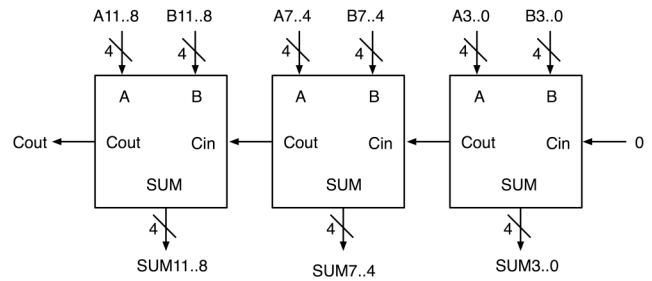 A11..8 B11..8 A7..4 B7..4 A3..0 B3..0
4 4 4 4 4 4
A B A B A B
Cout Cout Cin Cout Cin Cout Cin 0
SUM SUM SUM
4 4 4
SUM11..8 SUM7..4 SUM3..0